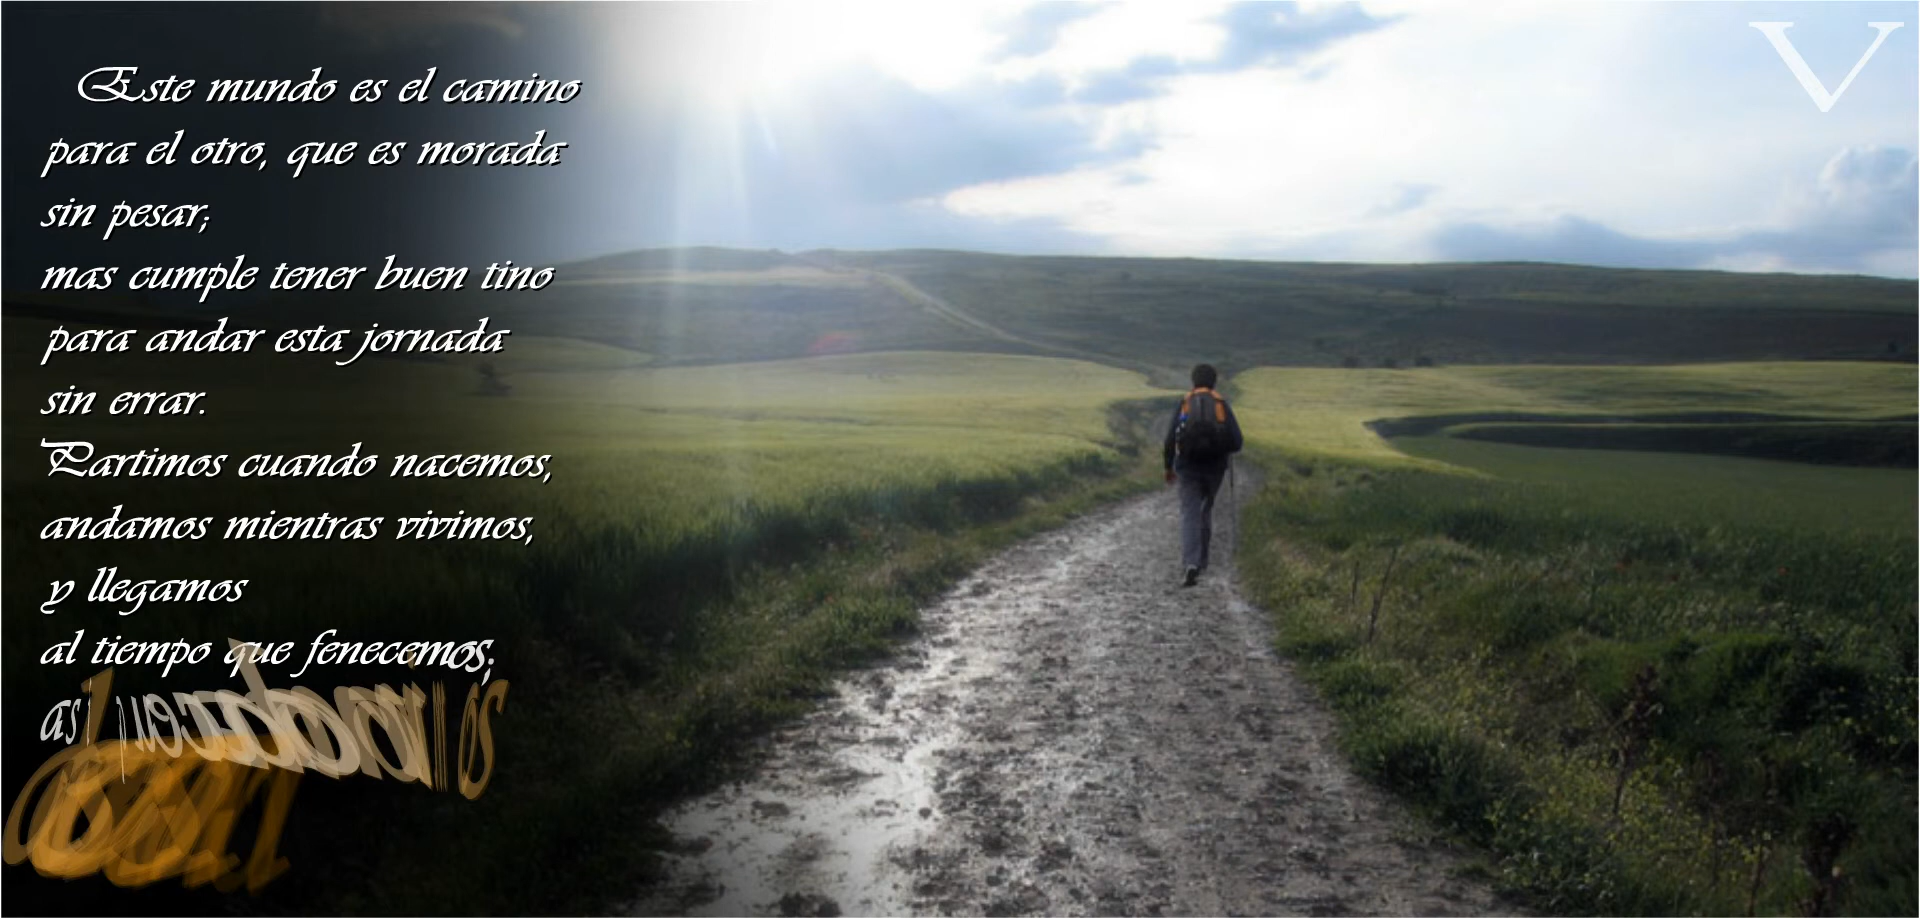 V
Este mundo es el camino
para el otro, que es morada
sin pesar;
mas cumple tener buen tino
para andar esta jornada
sin errar.
Partimos cuando nacemos,
andamos mientras vivimos,
y llegamos
al tiempo que fenecemos;